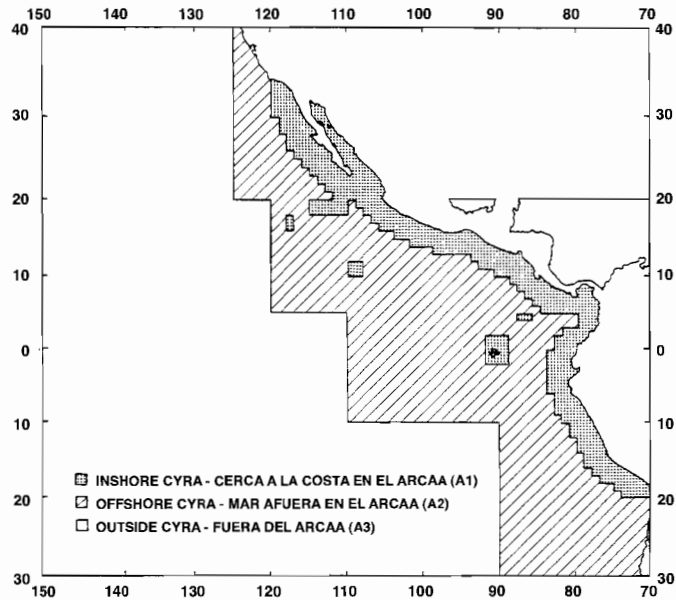 150 140 130 120 110 100 90 80 70
40 40
30 30
20 20
10 10
0 0
10 10
INSHORE CYRA - CERCA A LA COSTA EN EL ARCAA (A1)
20 OFFSHORE CYRA - MAR AFUERA EN EL ARCAA (A2) 20
OUTSIDE CYRA - FUERA DEL ARCAA (A3)
30 30
150 140 130 120 110 100 90 80 70